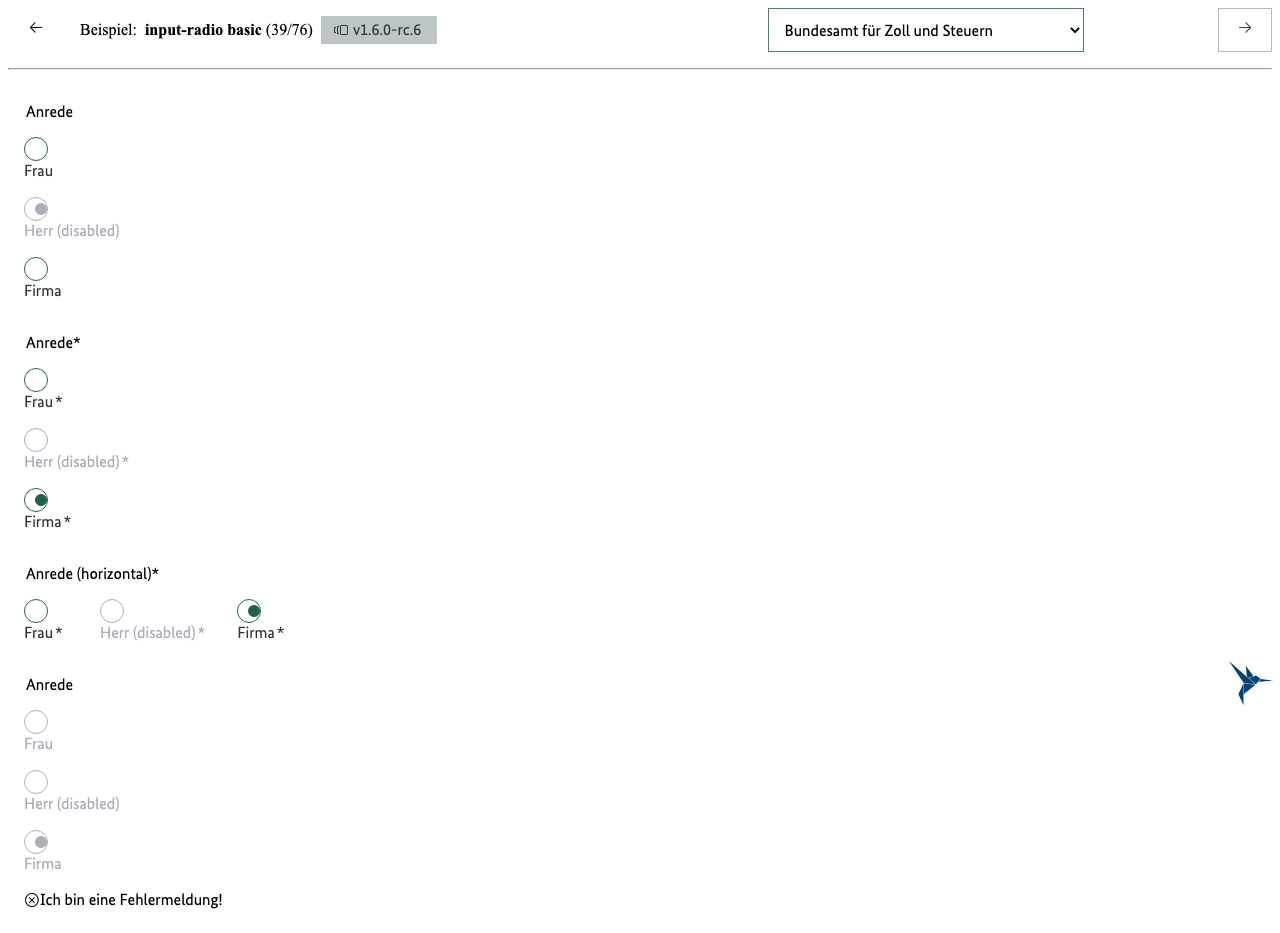 Beispiel: input-radio basic (39/76) v1.6.0-rc.6 Bundesamt für Zoll und Steuern
Anrede
Frau
Herr (disabled)
Firma
Anrede*
Frau*
Herr (disabled)*
Firma*
Anrede (horizontal)*
Frau* Herr (disabled)* Firma*
Anrede
Frau
Herr (disabled)
Firma
Ich bin eine Fehlermeldung!